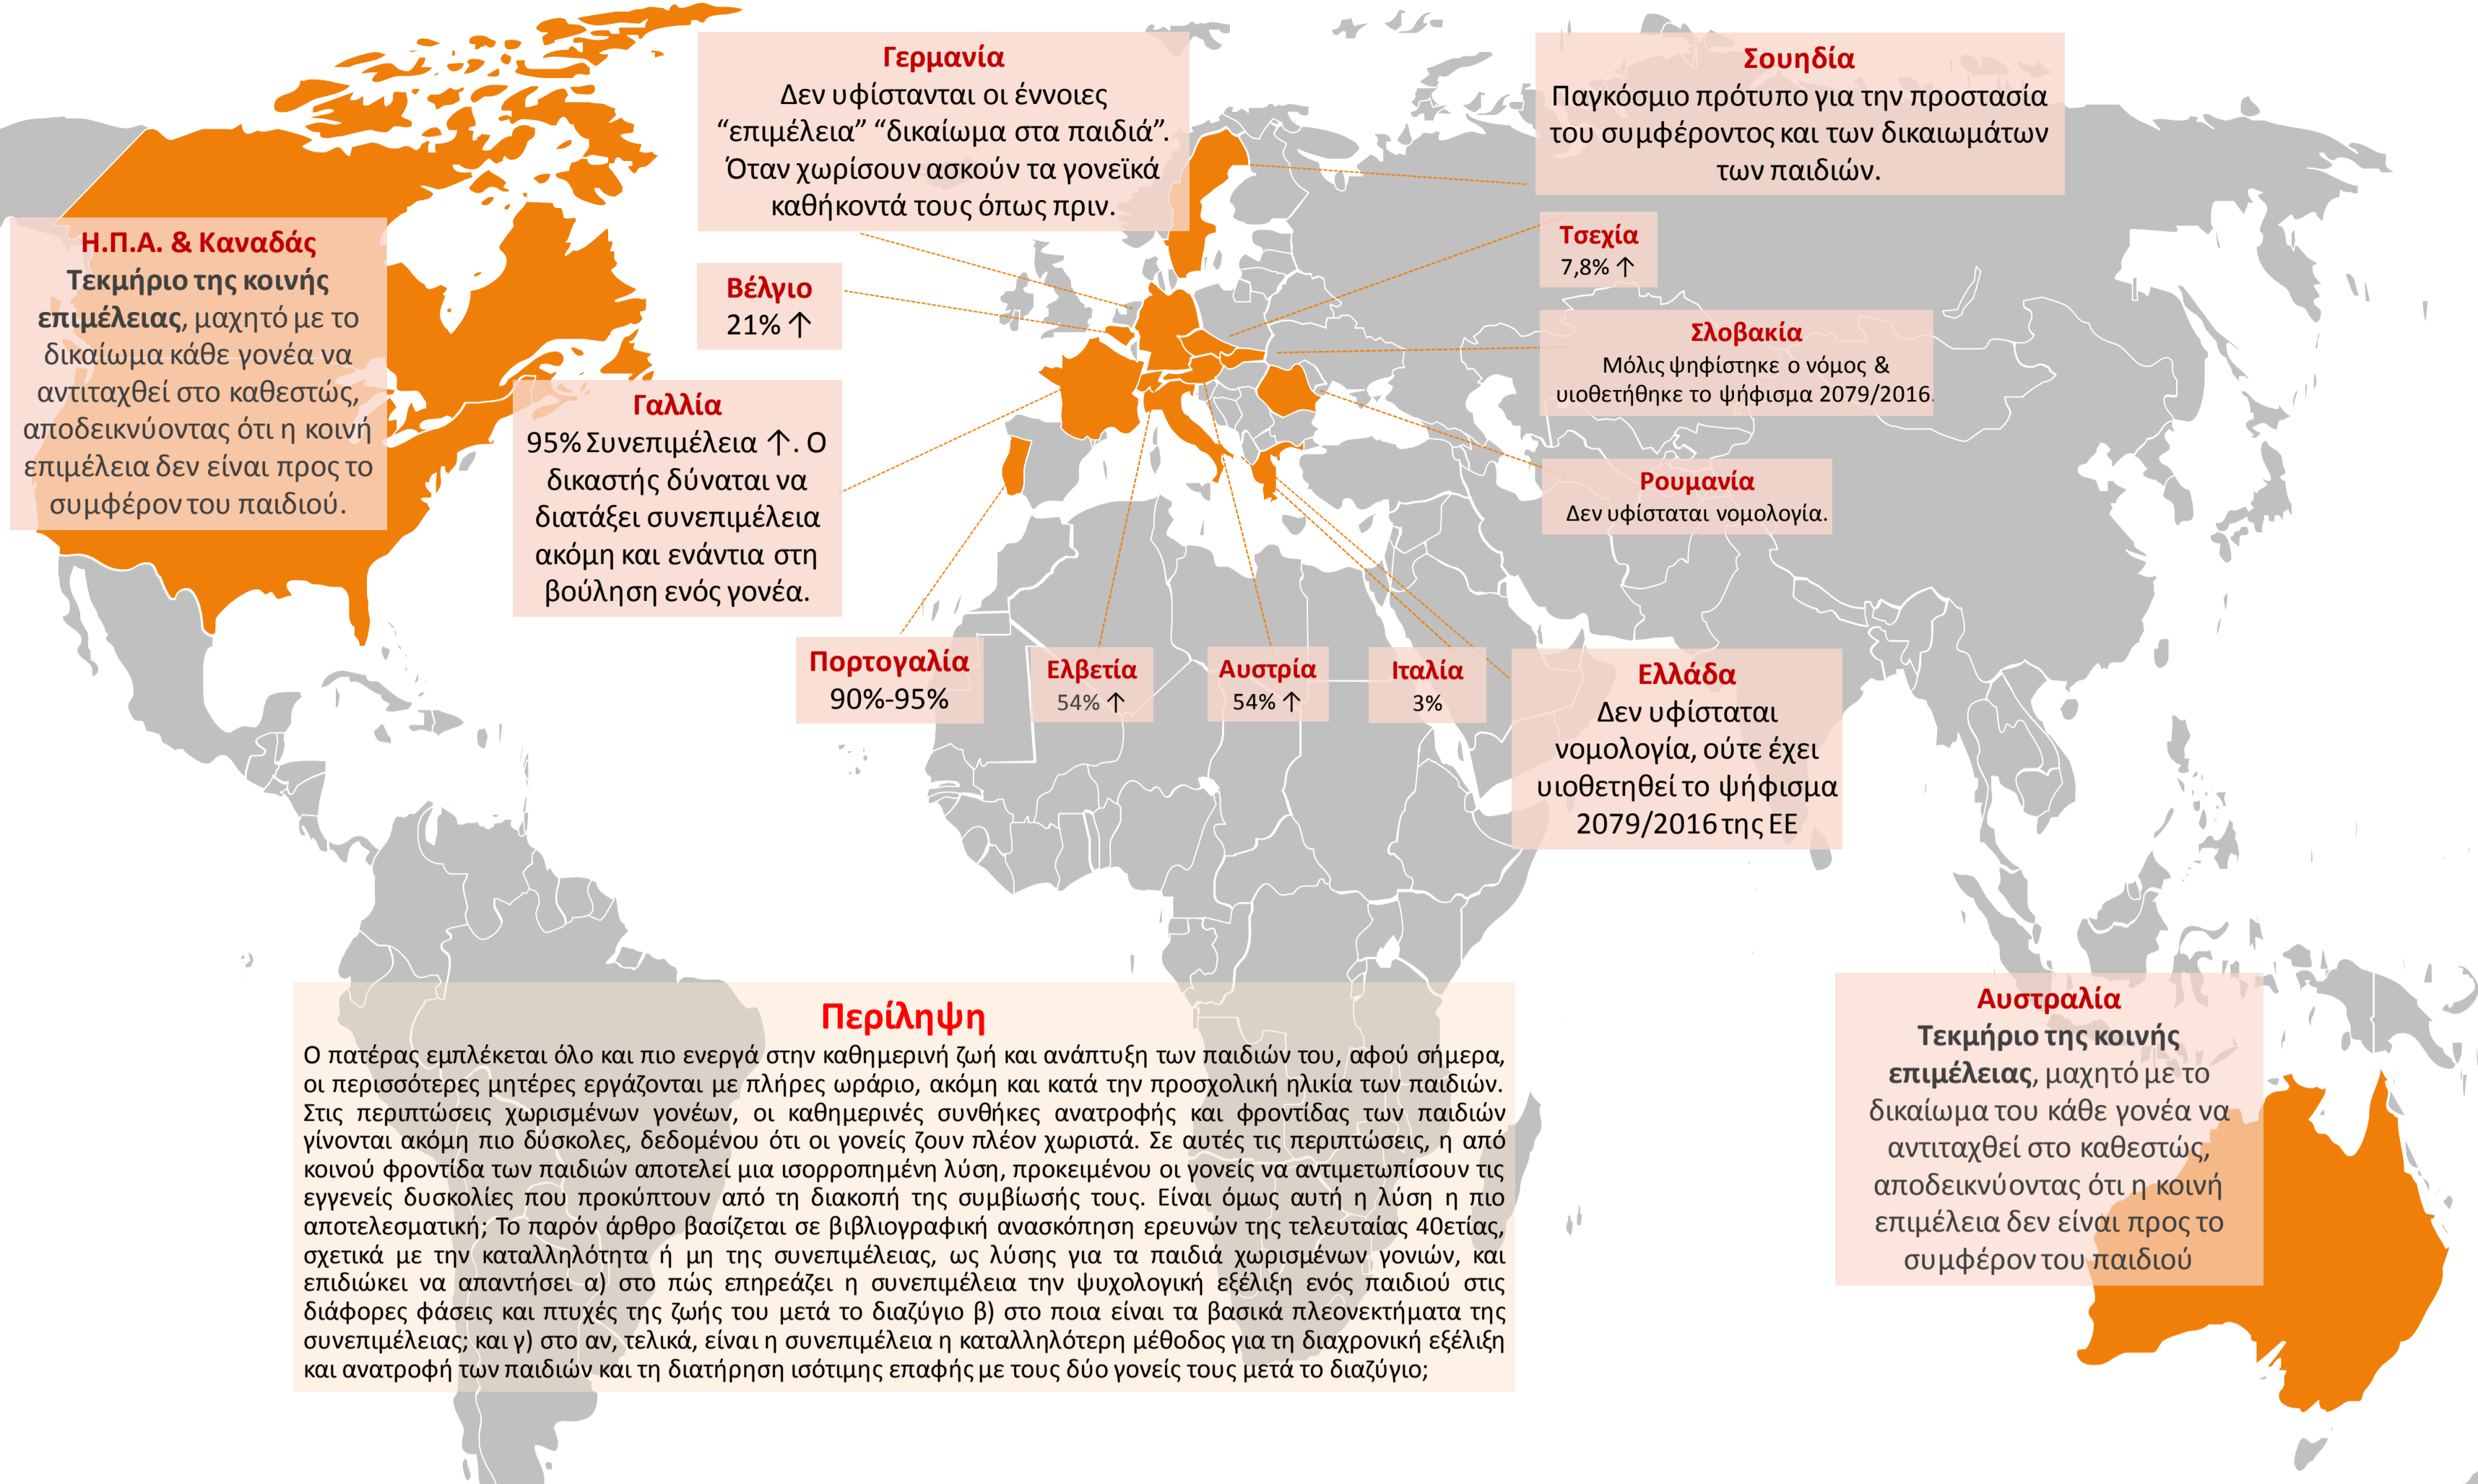 Γερμανία
Δεν υφίστανται οι έννοιες
“επιμέλεια” “δικαίωμα στα παιδιά”.
Όταν χωρίσουν ασκούν τα γονεϊκά
καθήκοντά τους όπως πριν.
Σουηδία
Παγκόσμιο πρότυπο για την προστασία
του συμφέροντος και των δικαιωμάτων
των παιδιών.
Η.Π.Α. & Καναδάς
Τεκμήριο της κοινής
επιμέλειας, μαχητό με το
δικαίωμα κάθε γονέα να
αντιταχθεί στο καθεστώς,
αποδεικνύοντας ότι η κοινή
επιμέλεια δεν είναι προς το
συμφέρον του παιδιού.
Βέλγιο
21% ↑
Τσεχία
7,8% ↑
Σλοβακία
Μόλις ψηφίστηκε ο νόμος &
υιοθετήθηκε το ψήφισμα 2079/2016.
Γαλλία
95% Συνεπιμέλεια ↑. Ο
δικαστής δύναται να
διατάξει συνεπιμέλεια
ακόμη και ενάντια στη
βούληση ενός γονέα.
Ρουμανία
Δεν υφίσταται νομολογία.
Πορτογαλία
90%-95%
Ελβετία
54% ↑
Αυστρία
54% ↑
Ιταλία
3%
Ελλάδα
Δεν υφίσταται
νομολογία, ούτε έχει
υιοθετηθεί το ψήφισμα
2079/2016 της ΕΕ
Περίληψη
Ο πατέρας εμπλέκεται όλο και πιο ενεργά στην καθημερινή ζωή και ανάπτυξη των παιδιών του, αφού σήμερα,
οι περισσότερες μητέρες εργάζονται με πλήρες ωράριο, ακόμη και κατά την προσχολική ηλικία των παιδιών.
Στις περιπτώσεις χωρισμένων γονέων, οι καθημερινές συνθήκες ανατροφής και φροντίδας των παιδιών
γίνονται ακόμη πιο δύσκολες, δεδομένου ότι οι γονείς ζουν πλέον χωριστά. Σε αυτές τις περιπτώσεις, η από
κοινού φροντίδα των παιδιών αποτελεί μια ισορροπημένη λύση, προκειμένου οι γονείς να αντιμετωπίσουν τις
εγγενείς δυσκολίες που προκύπτουν από τη διακοπή της συμβίωσής τους. Είναι όμως αυτή η λύση η πιο
αποτελεσματική; Το παρόν άρθρο βασίζεται σε βιβλιογραφική ανασκόπηση ερευνών της τελευταίας 40ετίας,
σχετικά με την καταλληλότητα ή μη της συνεπιμέλειας, ως λύσης για τα παιδιά χωρισμένων γονιών, και
επιδιώκει να απαντήσει α) στο πώς επηρεάζει η συνεπιμέλεια την ψυχολογική εξέλιξη ενός παιδιού στις
διάφορες φάσεις και πτυχές της ζωής του μετά το διαζύγιο β) στο ποια είναι τα βασικά πλεονεκτήματα της
συνεπιμέλειας; και γ) στο αν, τελικά, είναι η συνεπιμέλεια η καταλληλότερη μέθοδος για τη διαχρονική εξέλιξη
και ανατροφή των παιδιών και τη διατήρηση ισότιμης επαφής με τους δύο γονείς τους μετά το διαζύγιο;
Αυστραλία
Τεκμήριο της κοινής
επιμέλειας, μαχητό με το
δικαίωμα του κάθε γονέα να
αντιταχθεί στο καθεστώς,
αποδεικνύοντας ότι η κοινή
επιμέλεια δεν είναι προς το
συμφέρον του παιδιού